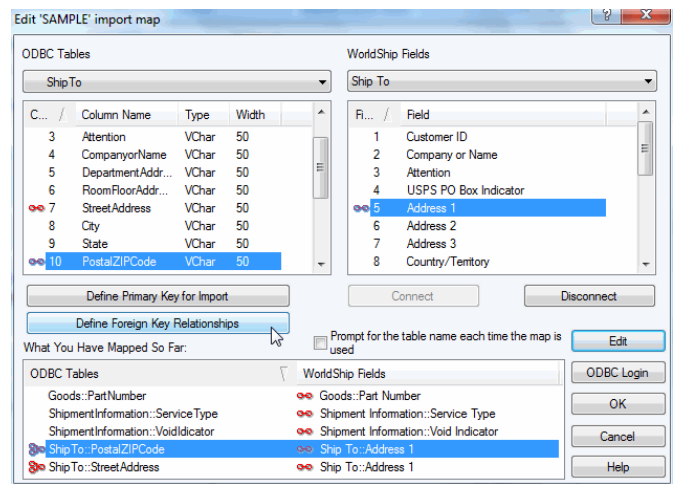 Edit 'SAMPLE' import map
ODBC Tables
WorldShip Fields
ShipTo
Ship To
C... Column Name Type Width
3 Attention VChar 50
4 CompanyorName VChar 50
5 DepartmentAddr... VChar 50
6 RoomFloorAddr... VChar 50
7 StreetAddress VChar 50
8 City VChar 50
9 State VChar 50
10 PostalZIPCode VChar 50
Fi... Field
1 Customer ID
2 Company or Name
3 Attention
4 USPS PO Box Indicator
5 Address 1
6 Address 2
7 Address 3
8 Country/Territory
Define Primary Key for Import
Connect
Disconnect
Define Foreign Key Relationships
Prompt for the table name each time the map is
used
Edit
What You Have Mapped So Far:
ODBC Tables WorldShip Fields
Goods::PartNumber Goods::Part Number
ShipmentInformation::ServiceType Shipment Information::Service Type
ShipmentInformation::VoidIdicator Shipment Information::Void Indicator
ShipTo::PostalZIPCode Ship To::Address 1
ShipTo::StreetAddress Ship To::Address 1
ODBC Login
OK
Cancel
Help